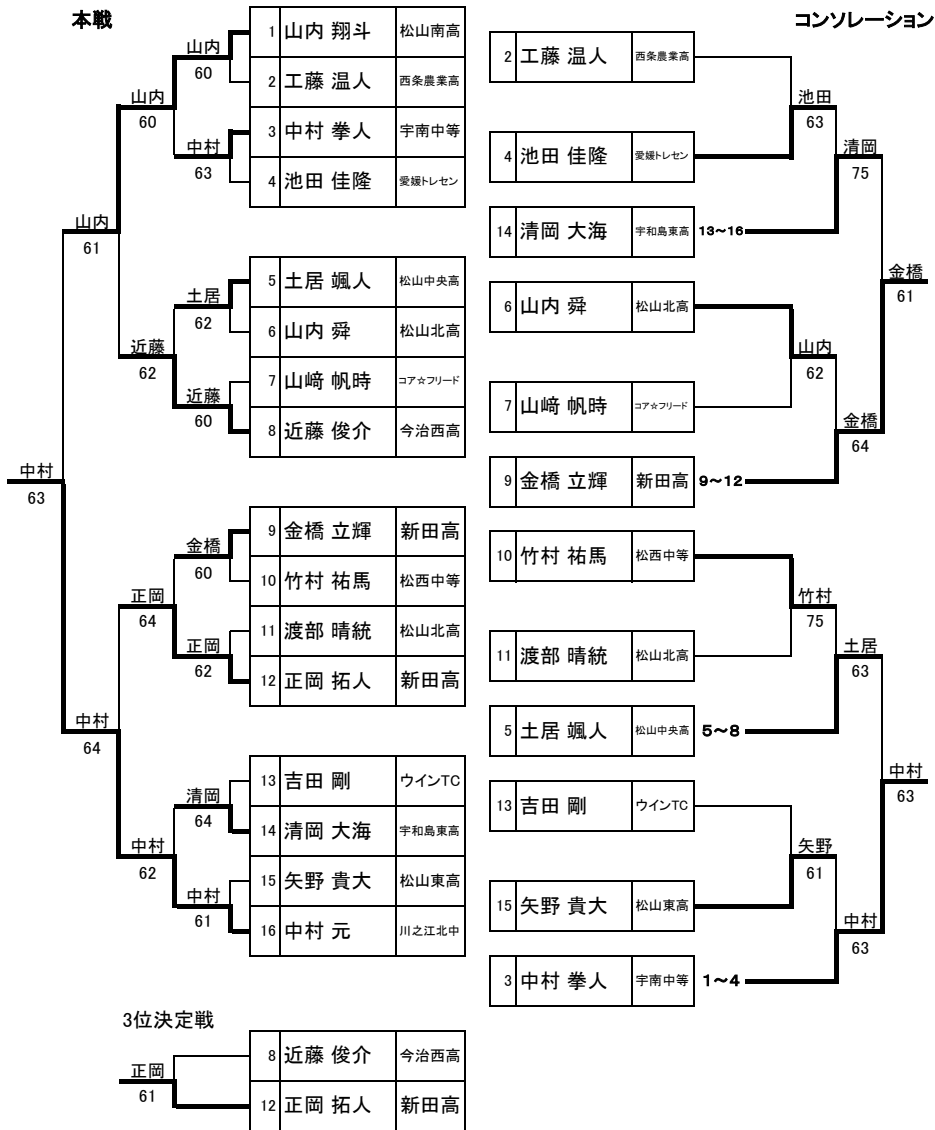 本戦
コンソレーション
1 山内 翔斗 松山南高
2 工藤 温人 西条農業高
3 中村 拳人 宇南中等
4 池田 佳隆 愛媛トレセン
5 土居 颯人 松山中央高
6 山内 舜 松山北高
7 山﨑 帆時 コア☆フリード
8 近藤 俊介 今治西高
9 金橋 立輝 新田高
10 竹村 祐馬 松西中等
11 渡部 晴統 松山北高
12 正岡 拓人 新田高
13 吉田 剛 ウインTC
14 清岡 大海 宇和島東高
15 矢野 貴大 松山東高
16 中村 元 川之江北中
山内
60
中村
63
土居
62
近藤
60
金橋
60
正岡
62
清岡
64
中村
61
山内
60
近藤
62
正岡
64
中村
62
山内
61
中村
64
中村
63
2 工藤 温人 西条農業高
4 池田 佳隆 愛媛トレセン
14 清岡 大海 宇和島東高 13~16
6 山内 舜 松山北高
7 山﨑 帆時 コア☆フリード
9 金橋 立輝 新田高 9~12
10 竹村 祐馬 松西中等
11 渡部 晴統 松山北高
5 土居 颯人 松山中央高 5~8
13 吉田 剛 ウインTC
15 矢野 貴大 松山東高
3 中村 拳人 宇南中等 1~4
池田
63
山内
62
竹村
75
矢野
61
清岡
75
金橋
64
土居
63
中村
63
金橋
61
中村
63
3位決定戦
8 近藤 俊介 今治西高
12 正岡 拓人 新田高
正岡
61